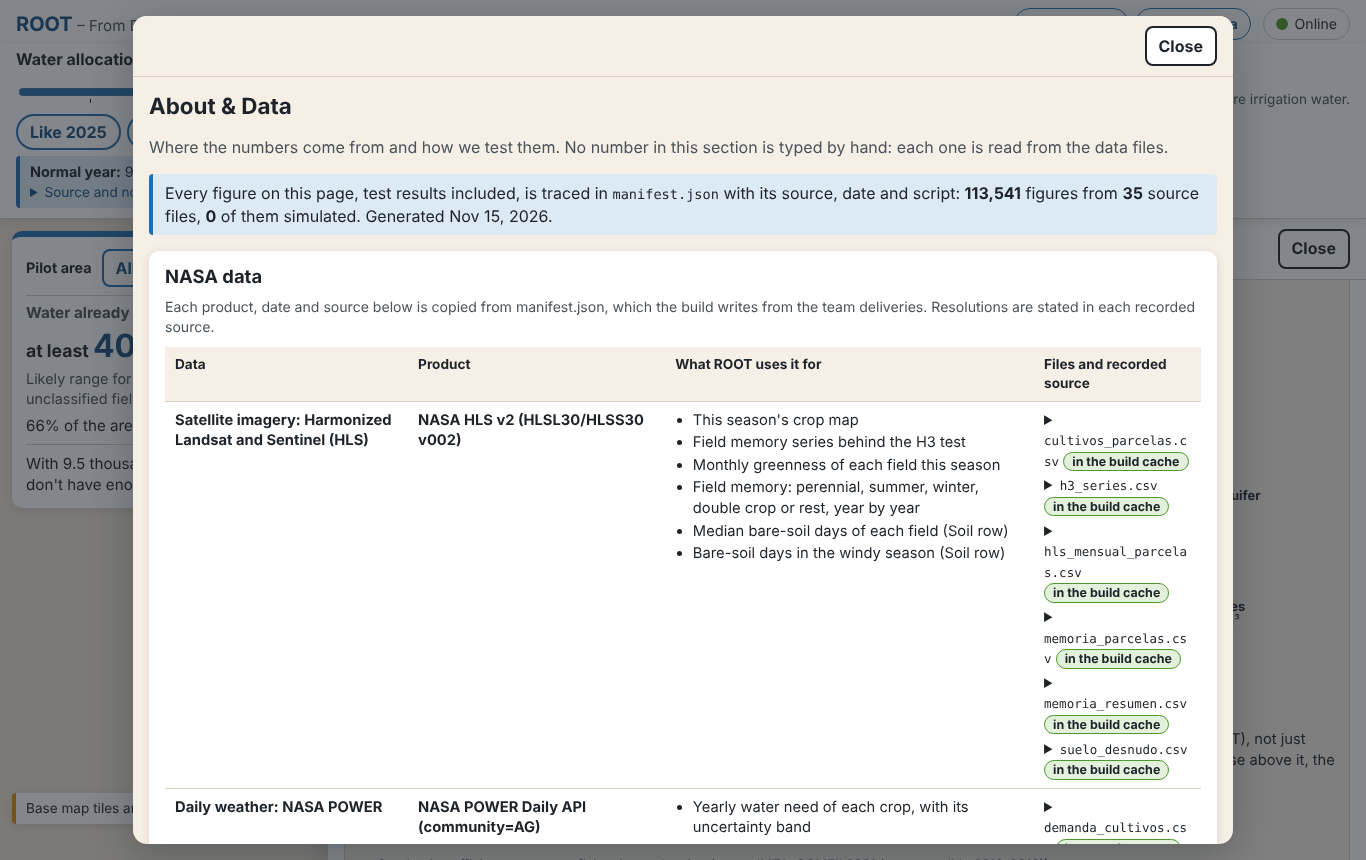 ROOT – From
Online
Water allocatio
re irrigation water.
Like 2025
Normal year: 9
Source and no
Pilot area
Al
Close
Water already
at least 40
Likely range for
unclassified fiel
66% of the are
With 9.5 thousa
don't have eno
Base map tiles ar
uifer
es
T), not just
se above it, the
Close
About & Data
Where the numbers come from and how we test them. No number in this section is typed by hand: each one is read from the data files.
Every figure on this page, test results included, is traced in manifest.json with its source, date and script: 113,541 figures from 35 source
files, 0 of them simulated. Generated Nov 15, 2026.
NASA data
Each product, date and source below is copied from manifest.json, which the build writes from the team deliveries. Resolutions are stated in each recorded
source.
Data
Product
What ROOT uses it for
Files and recorded
source
Satellite imagery: Harmonized
Landsat and Sentinel (HLS)
NASA HLS v2 (HLSL30/HLSS30
v002)
• This season's crop map
• Field memory series behind the H3 test
• Monthly greenness of each field this season
• Field memory: perennial, summer, winter,
double crop or rest, year by year
• Median bare-soil days of each field (Soil row)
• Bare-soil days in the windy season (Soil row)
cultivos_parcelas.c
sv in the build cache
h3_series.csv
in the build cache
hls_mensual_parcela
s.csv
in the build cache
memoria_parcelas.cs
v in the build cache
memoria_resumen.csv
in the build cache
suelo_desnudo.csv
in the build cache
Daily weather: NASA POWER
NASA POWER Daily API
(community=AG)
• Yearly water need of each crop, with its
uncertainty band
demanda_cultivos.cs